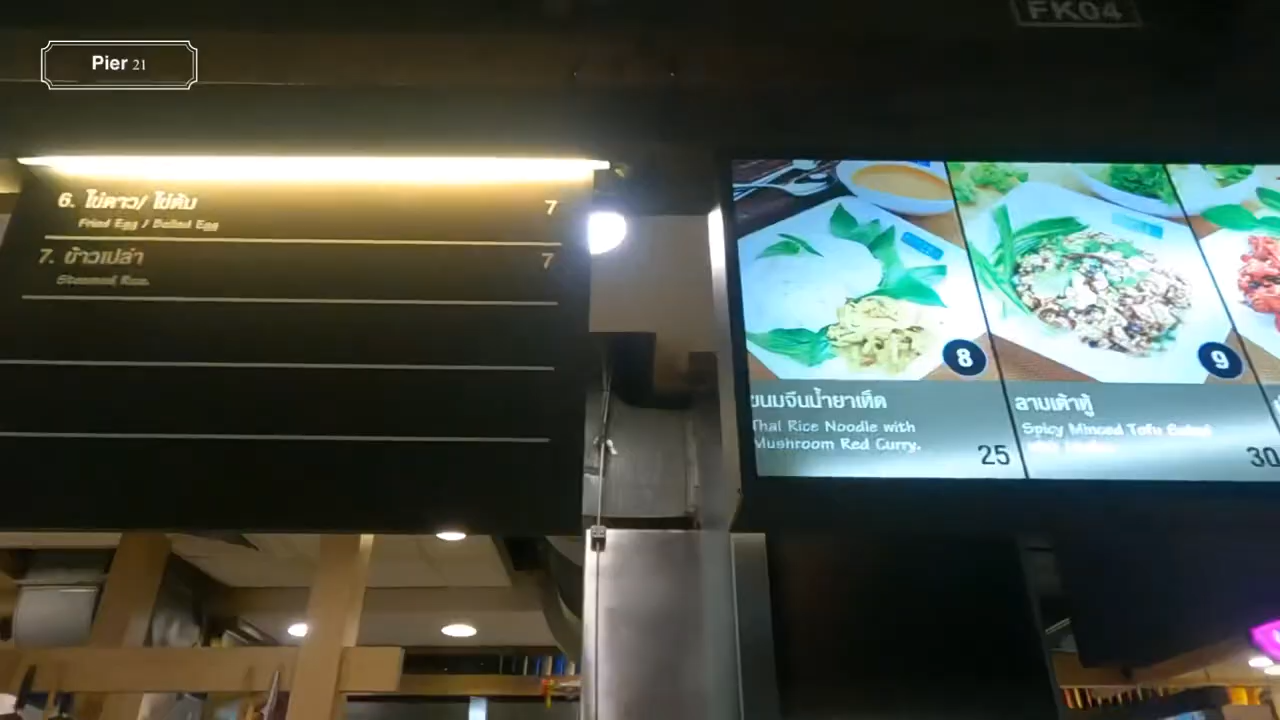 FK04
Pier 21
6. ไข่ดาว/ ไข่ต้ม 7
Fried Egg / Boiled Egg
7. ข้าวเปล่า 7
Steamed Rice.
8
ขนมจีนน้ำยาเห็ด
Thai Rice Noodle with
Mushroom Red Curry.
25
9
ลาบเต้าหู้
Spicy Minced Tofu Salad
30